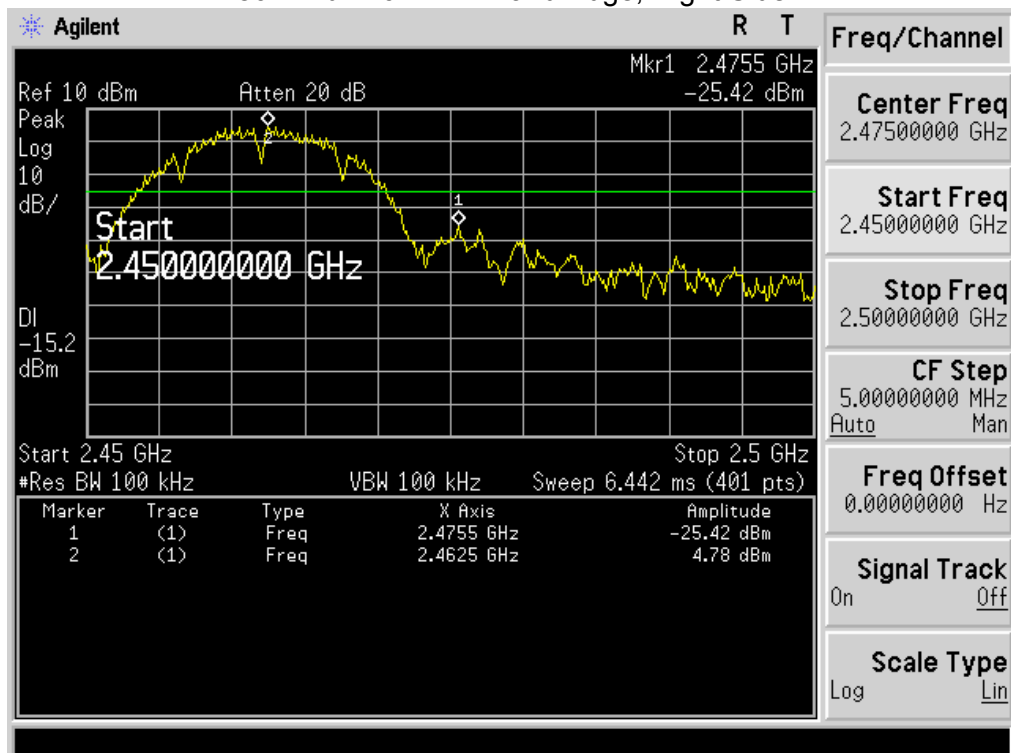 Agilent R T
Mkr1 2.4755 GHz
Ref 10 dBm Atten 20 dB -25.42 dBm
Peak
Log
10
dB/
2
1
Start
2.450000000 GHz
DI
-15.2
dBm
Start 2.45 GHz Stop 2.5 GHz
#Res BW 100 kHz VBW 100 kHz Sweep 6.442 ms (401 pts)
Marker Trace Type X Axis Amplitude
1 (1) Freq 2.4755 GHz -25.42 dBm
2 (1) Freq 2.4625 GHz 4.78 dBm
Freq/Channel
Center Freq
2.47500000 GHz
Start Freq
2.45000000 GHz
Stop Freq
2.50000000 GHz
CF Step
5.00000000 MHz
Auto Man
Freq Offset
0.00000000 Hz
Signal Track
On Off
Scale Type
Log Lin